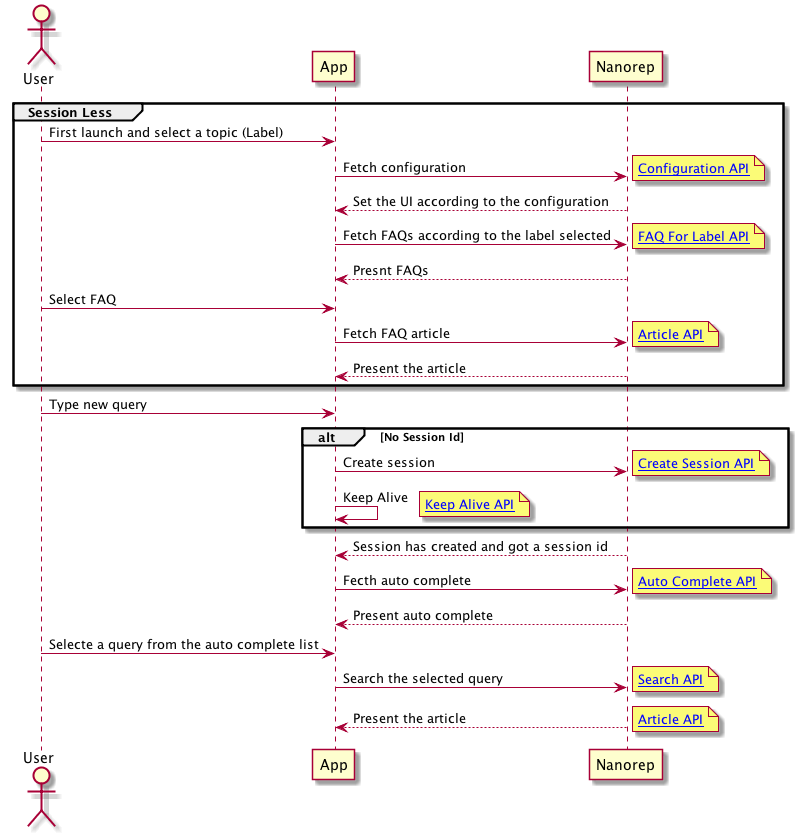 User
App
Nanorep
Session Less
First launch and select a topic (Label)
Fetch configuration
Configuration API
Set the UI according to the configuration
Fetch FAQs according to the label selected
FAQ For Label API
Presnt FAQs
Select FAQ
Fetch FAQ article
Article API
Present the article
Type new query
alt
[No Session Id]
Create session
Create Session API
Keep Alive
Keep Alive API
Session has created and got a session id
Fecth auto complete
Auto Complete API
Present auto complete
Selecte a query from the auto complete list
Search the selected query
Search API
Present the article
Article API
User
App
Nanorep